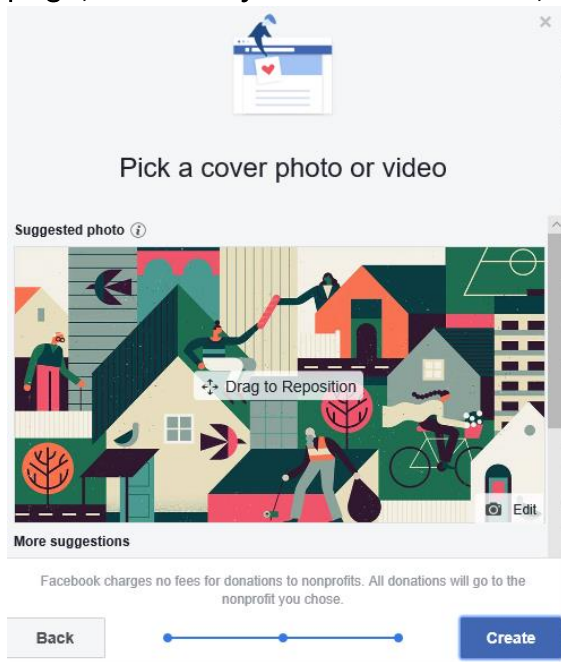 Pick a cover photo or video
Suggested photo
Drag to Reposition
Edit
More suggestions
Facebook charges no fees for donations to nonprofits. All donations will go to the
nonprofit you chose.
Back
Create